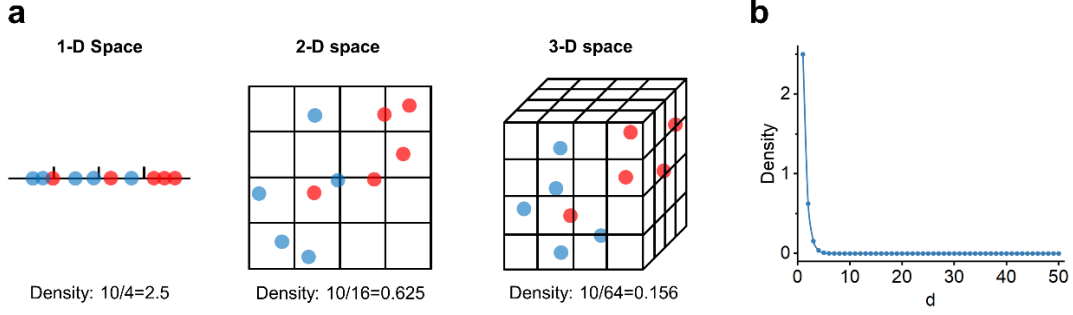 a
b
1-D Space
2-D space
3-D space
Density: 10/4=2.5
Density: 10/16=0.625
Density: 10/64=0.156
Density
2
1
0
0
10
20
30
40
50
d